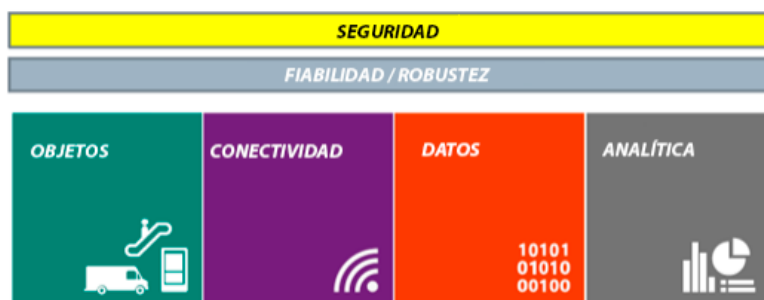 SEGURIDAD
FIABILIDAD / ROBUSTEZ
OBJETOS
CONECTIVIDAD
DATOS
ANALÍTICA
10101
01010
00100